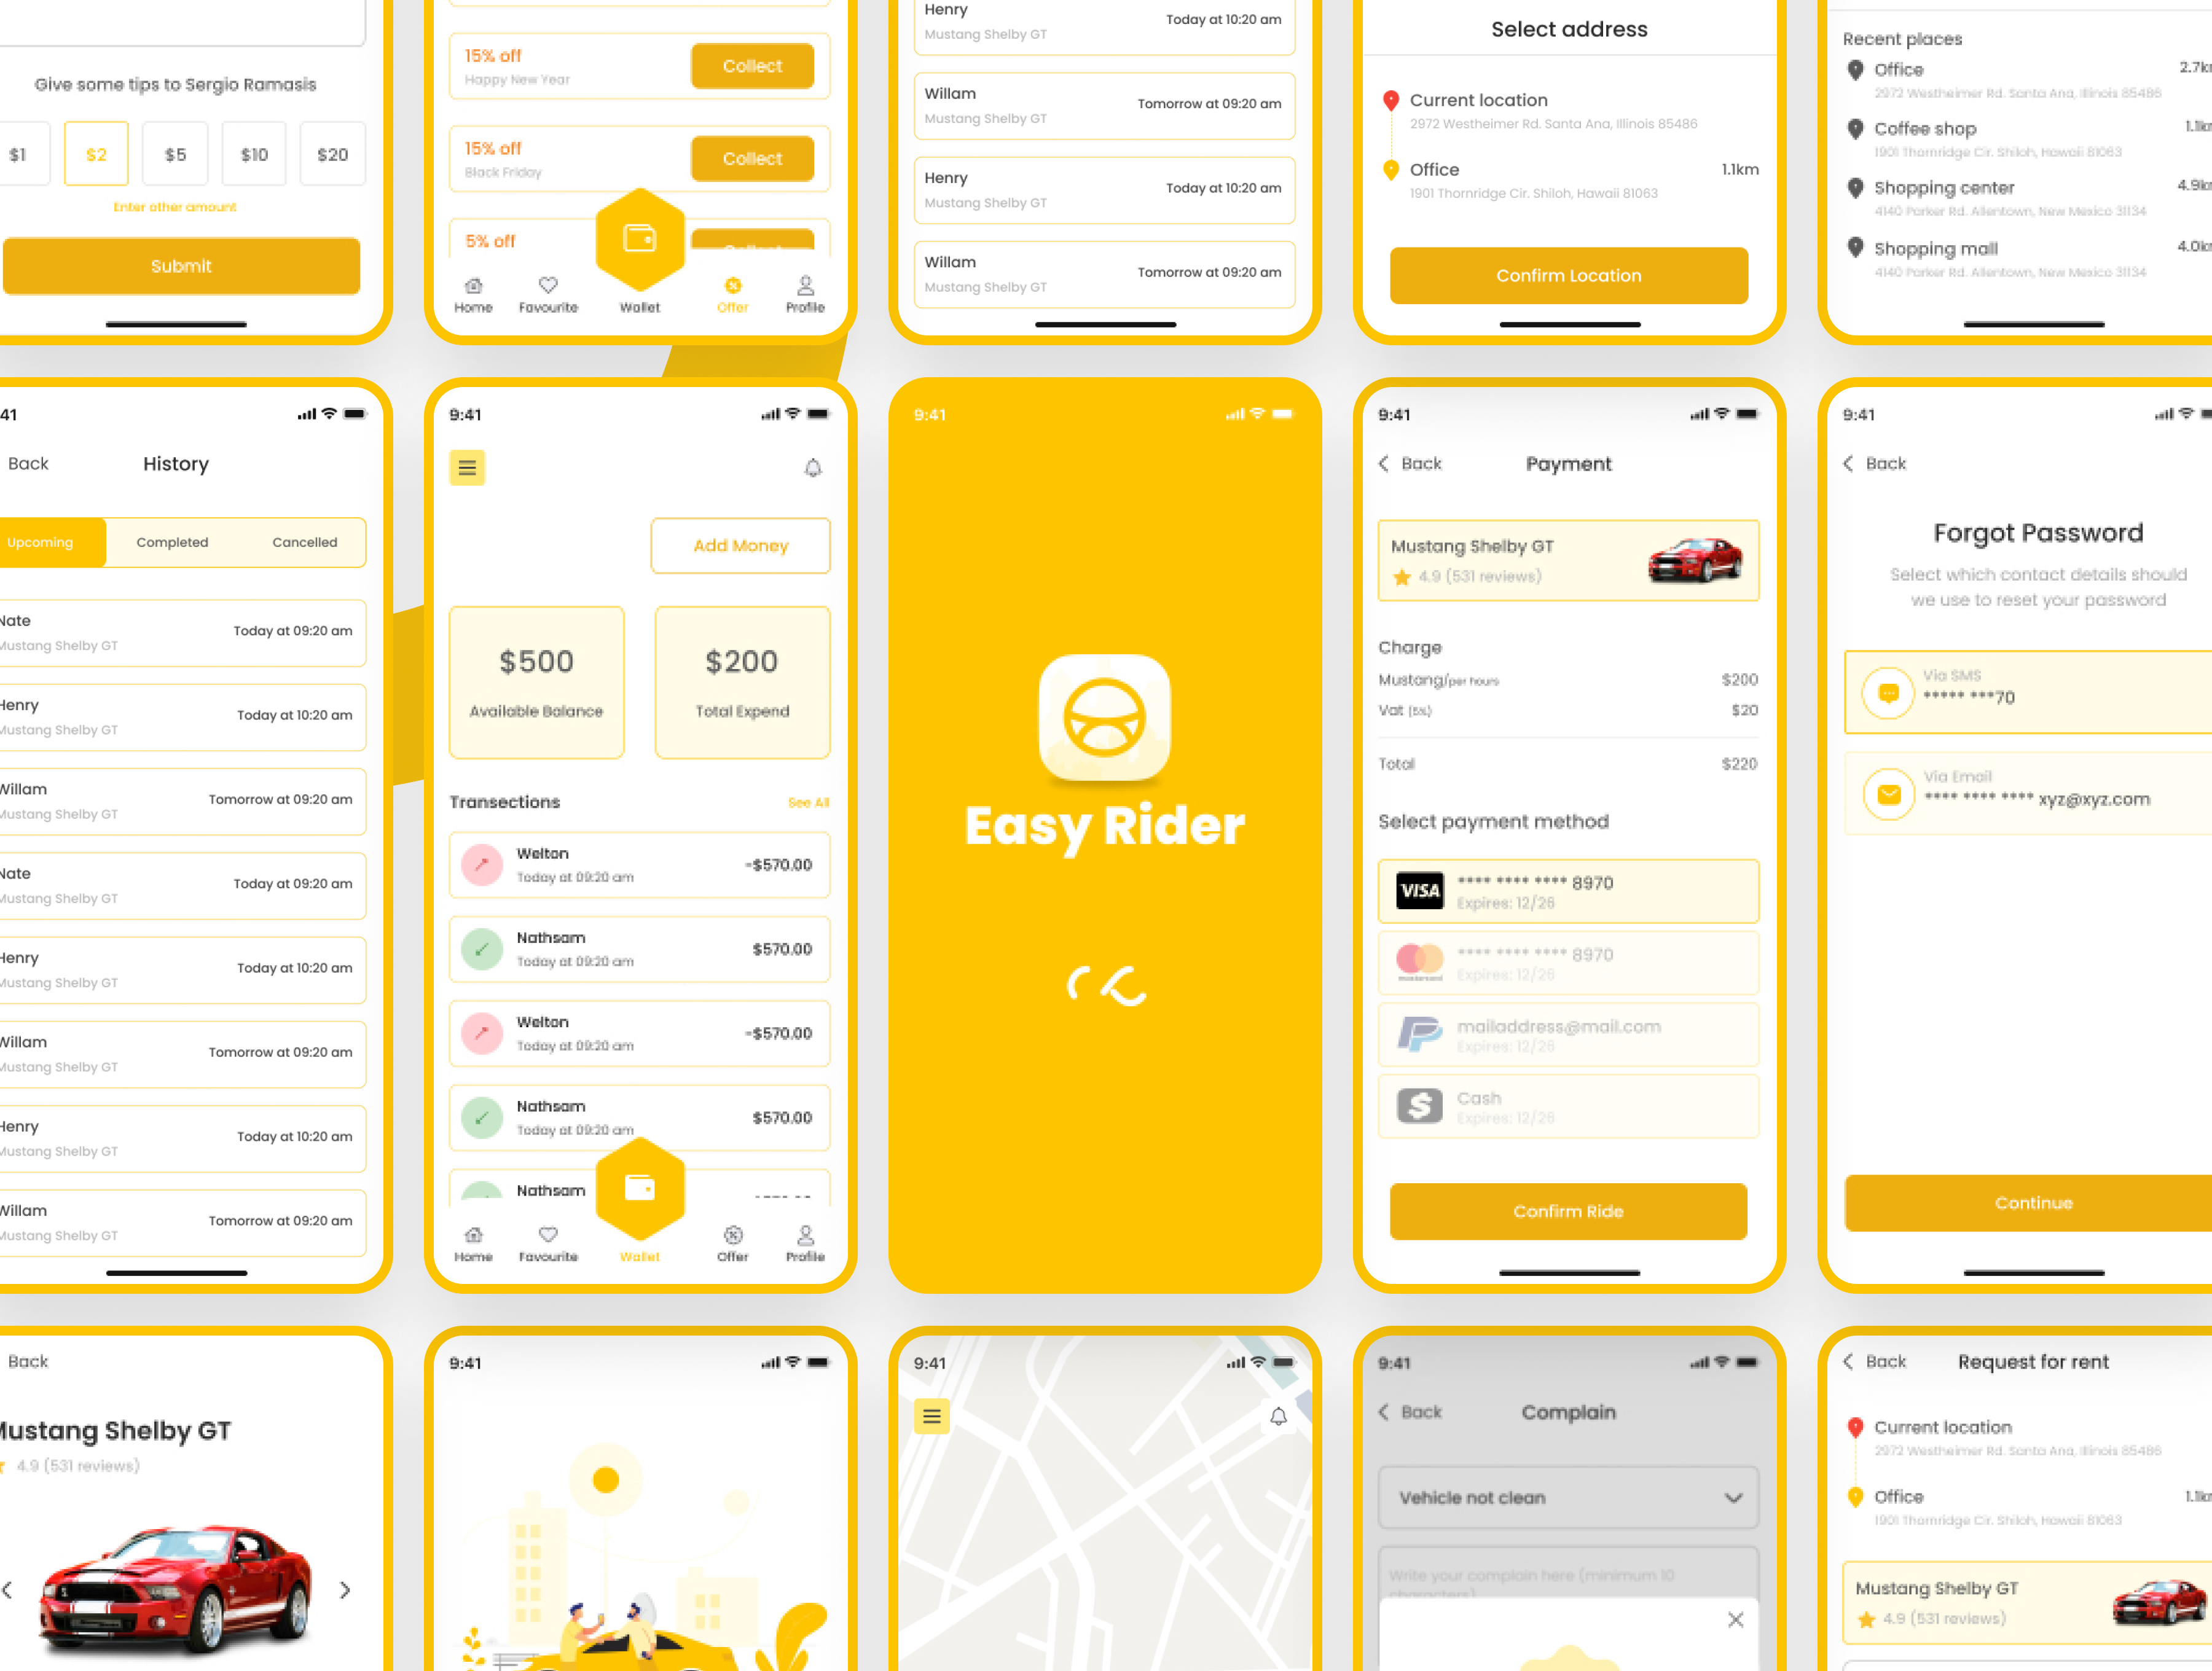 Give some tips to Sergio Ramasis
$1
$2
$5
$10
$20
Enter other amount
Submit
15% off
Happy New Year
Collect
15% off
Black Friday
Collect
5% off
Home
Favourite
Wallet
Offer
Profile
Henry
Mustang Shelby GT
Today at 10:20 am
Willam
Mustang Shelby GT
Tomorrow at 09:20 am
Henry
Mustang Shelby GT
Today at 10:20 am
Willam
Mustang Shelby GT
Tomorrow at 09:20 am
Select address
Current location
2972 Westheimer Rd. Santa Ana, Illinois 85486
Office
1.1km
1901 Thornridge Cir. Shiloh, Hawaii 81063
Confirm Location
Recent places
Office
2.7km
2972 Westheimer Rd. Santa Ana, Illinois 85486
Coffee shop
1.1km
1901 Thornridge Cir. Shiloh, Hawaii 81063
Shopping center
4.9km
4140 Parker Rd. Allentown, New Mexico 31134
Shopping mall
4.0km
4140 Parker Rd. Allentown, New Mexico 31134
41
Back
History
Upcoming
Completed
Cancelled
Nate
Mustang Shelby GT
Today at 09:20 am
Henry
Mustang Shelby GT
Today at 10:20 am
Willam
Mustang Shelby GT
Tomorrow at 09:20 am
Nate
Mustang Shelby GT
Today at 09:20 am
Henry
Mustang Shelby GT
Today at 10:20 am
Willam
Mustang Shelby GT
Tomorrow at 09:20 am
Henry
Mustang Shelby GT
Today at 10:20 am
Willam
Mustang Shelby GT
Tomorrow at 09:20 am
9:41
Add Money
$500
Available Balance
$200
Total Expend
Transections
See All
Welton
Today at 09:20 am
-$570.00
Nathsam
Today at 09:20 am
$570.00
Welton
Today at 09:20 am
-$570.00
Nathsam
Today at 09:20 am
$570.00
Nathsam
Home
Favourite
Wallet
Offer
Profile
9:41
Easy Rider
9:41
Back
Payment
Mustang Shelby GT
4.9 (531 reviews)
Charge
Mustang/per hours
$200
Vat (5%)
$20
Total
$220
Select payment method
VISA
**** **** **** 8970
Expires: 12/26
mastercard
**** **** **** 8970
Expires: 12/26
mailaddress@mail.com
Expires: 12/26
Cash
Expires: 12/26
Confirm Ride
9:41
Back
Forgot Password
Select which contact details should
we use to reset your password
Via SMS
***** ***70
Via Email
**** **** **** xyz@xyz.com
Continue
Back
Mustang Shelby GT
4.9 (531 reviews)
9:41
9:41
9:41
Back
Complain
Vehicle not clean
Write your complain here (minimum 10
characters)
Back
Request for rent
Current location
2972 Westheimer Rd. Santa Ana, Illinois 85486
Office
1.1km
1901 Thornridge Cir. Shiloh, Hawaii 81063
Mustang Shelby GT
4.9 (531 reviews)